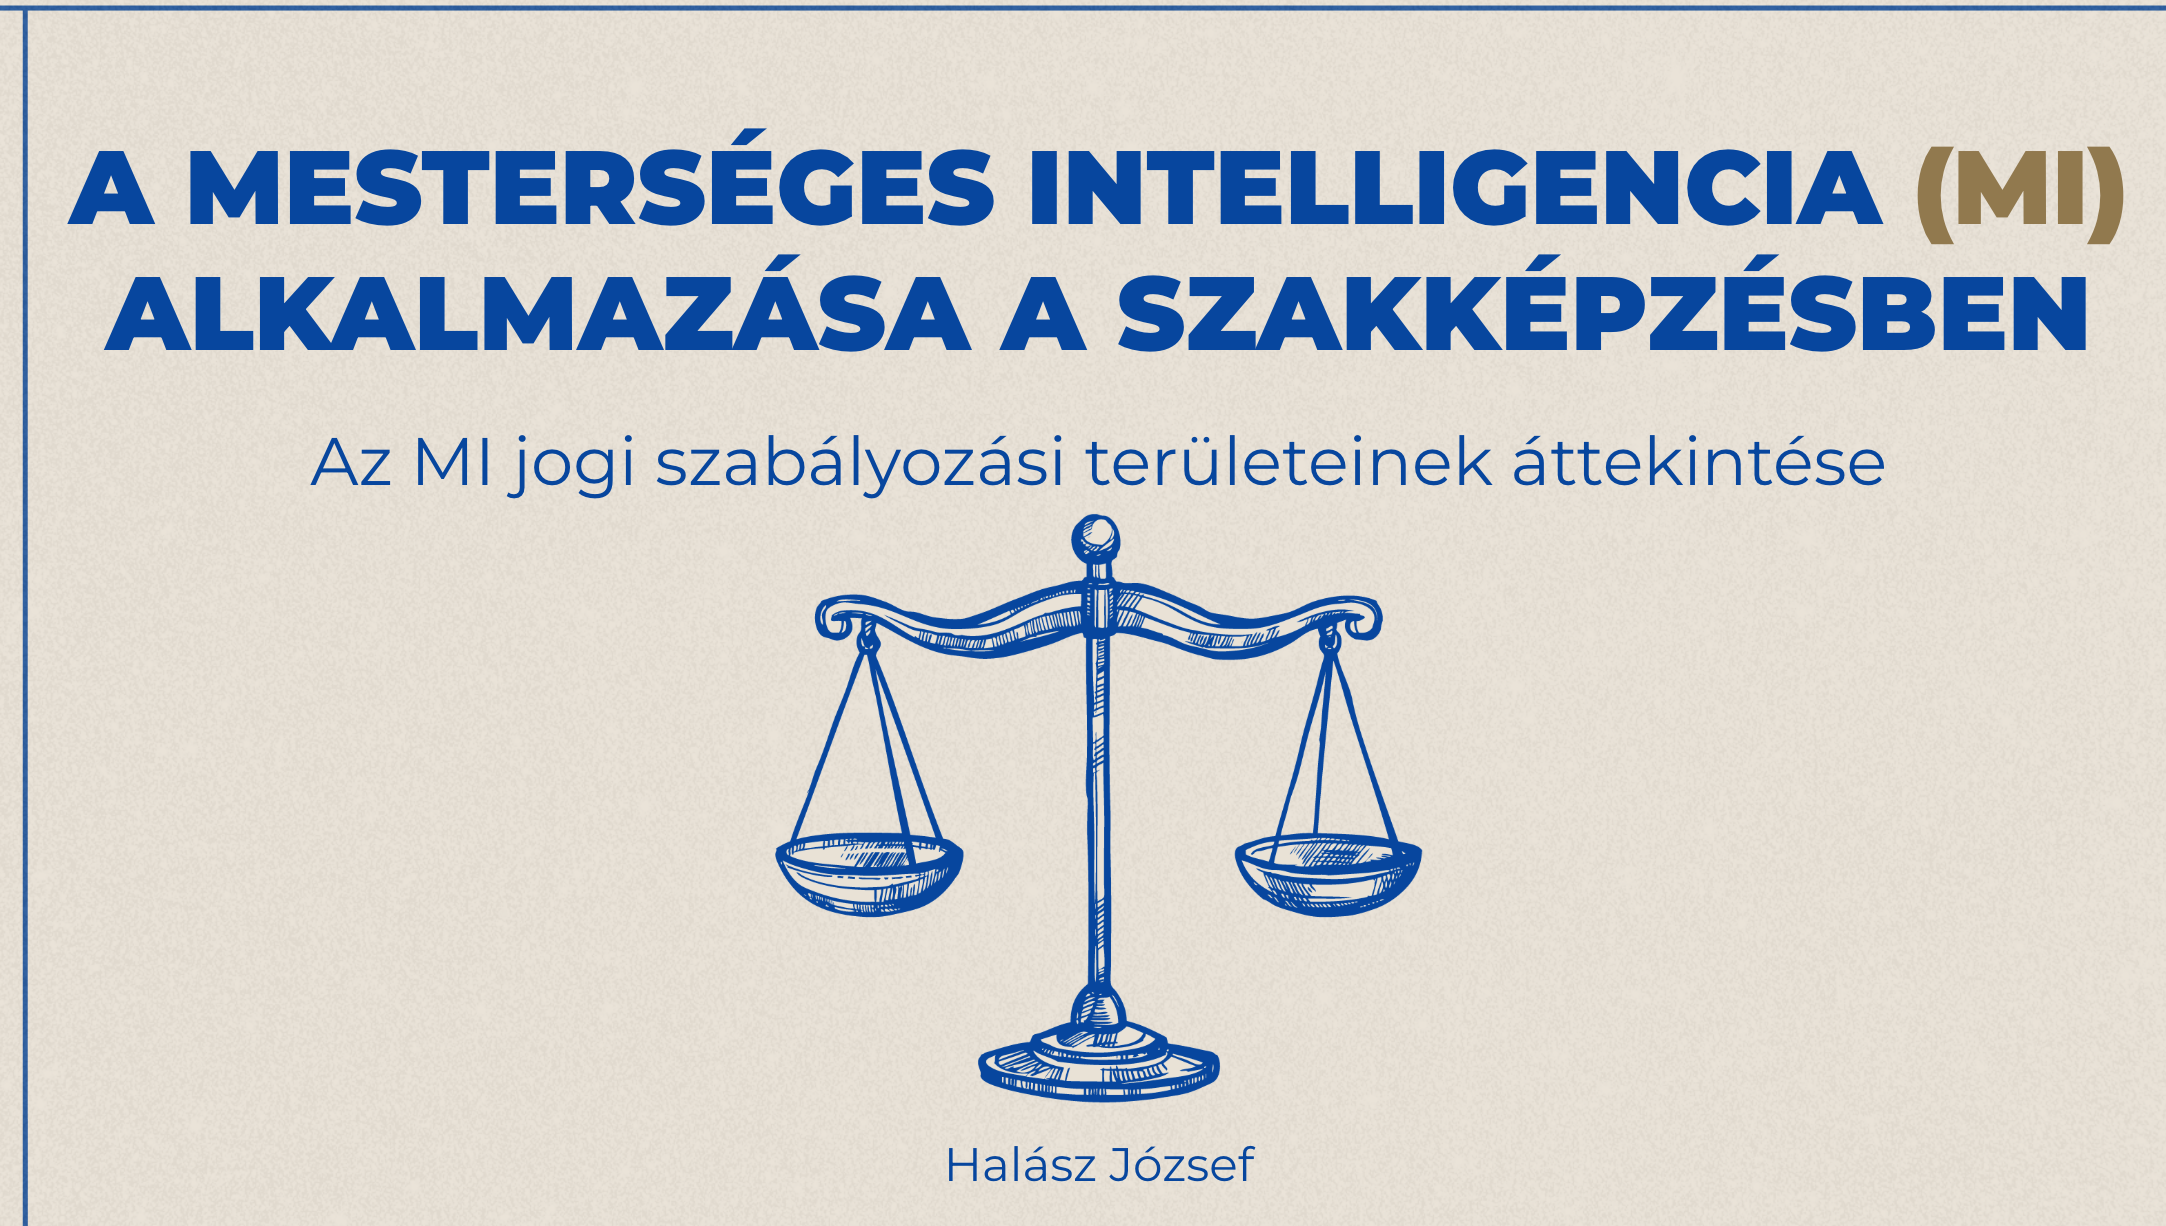 A MESTERSÉGES INTELLIGENCIA (MI)
ALKALMAZÁSA A SZAKKÉPZÉSBEN
Az MI jogi szabályozási területeinek áttekintése
Halász József